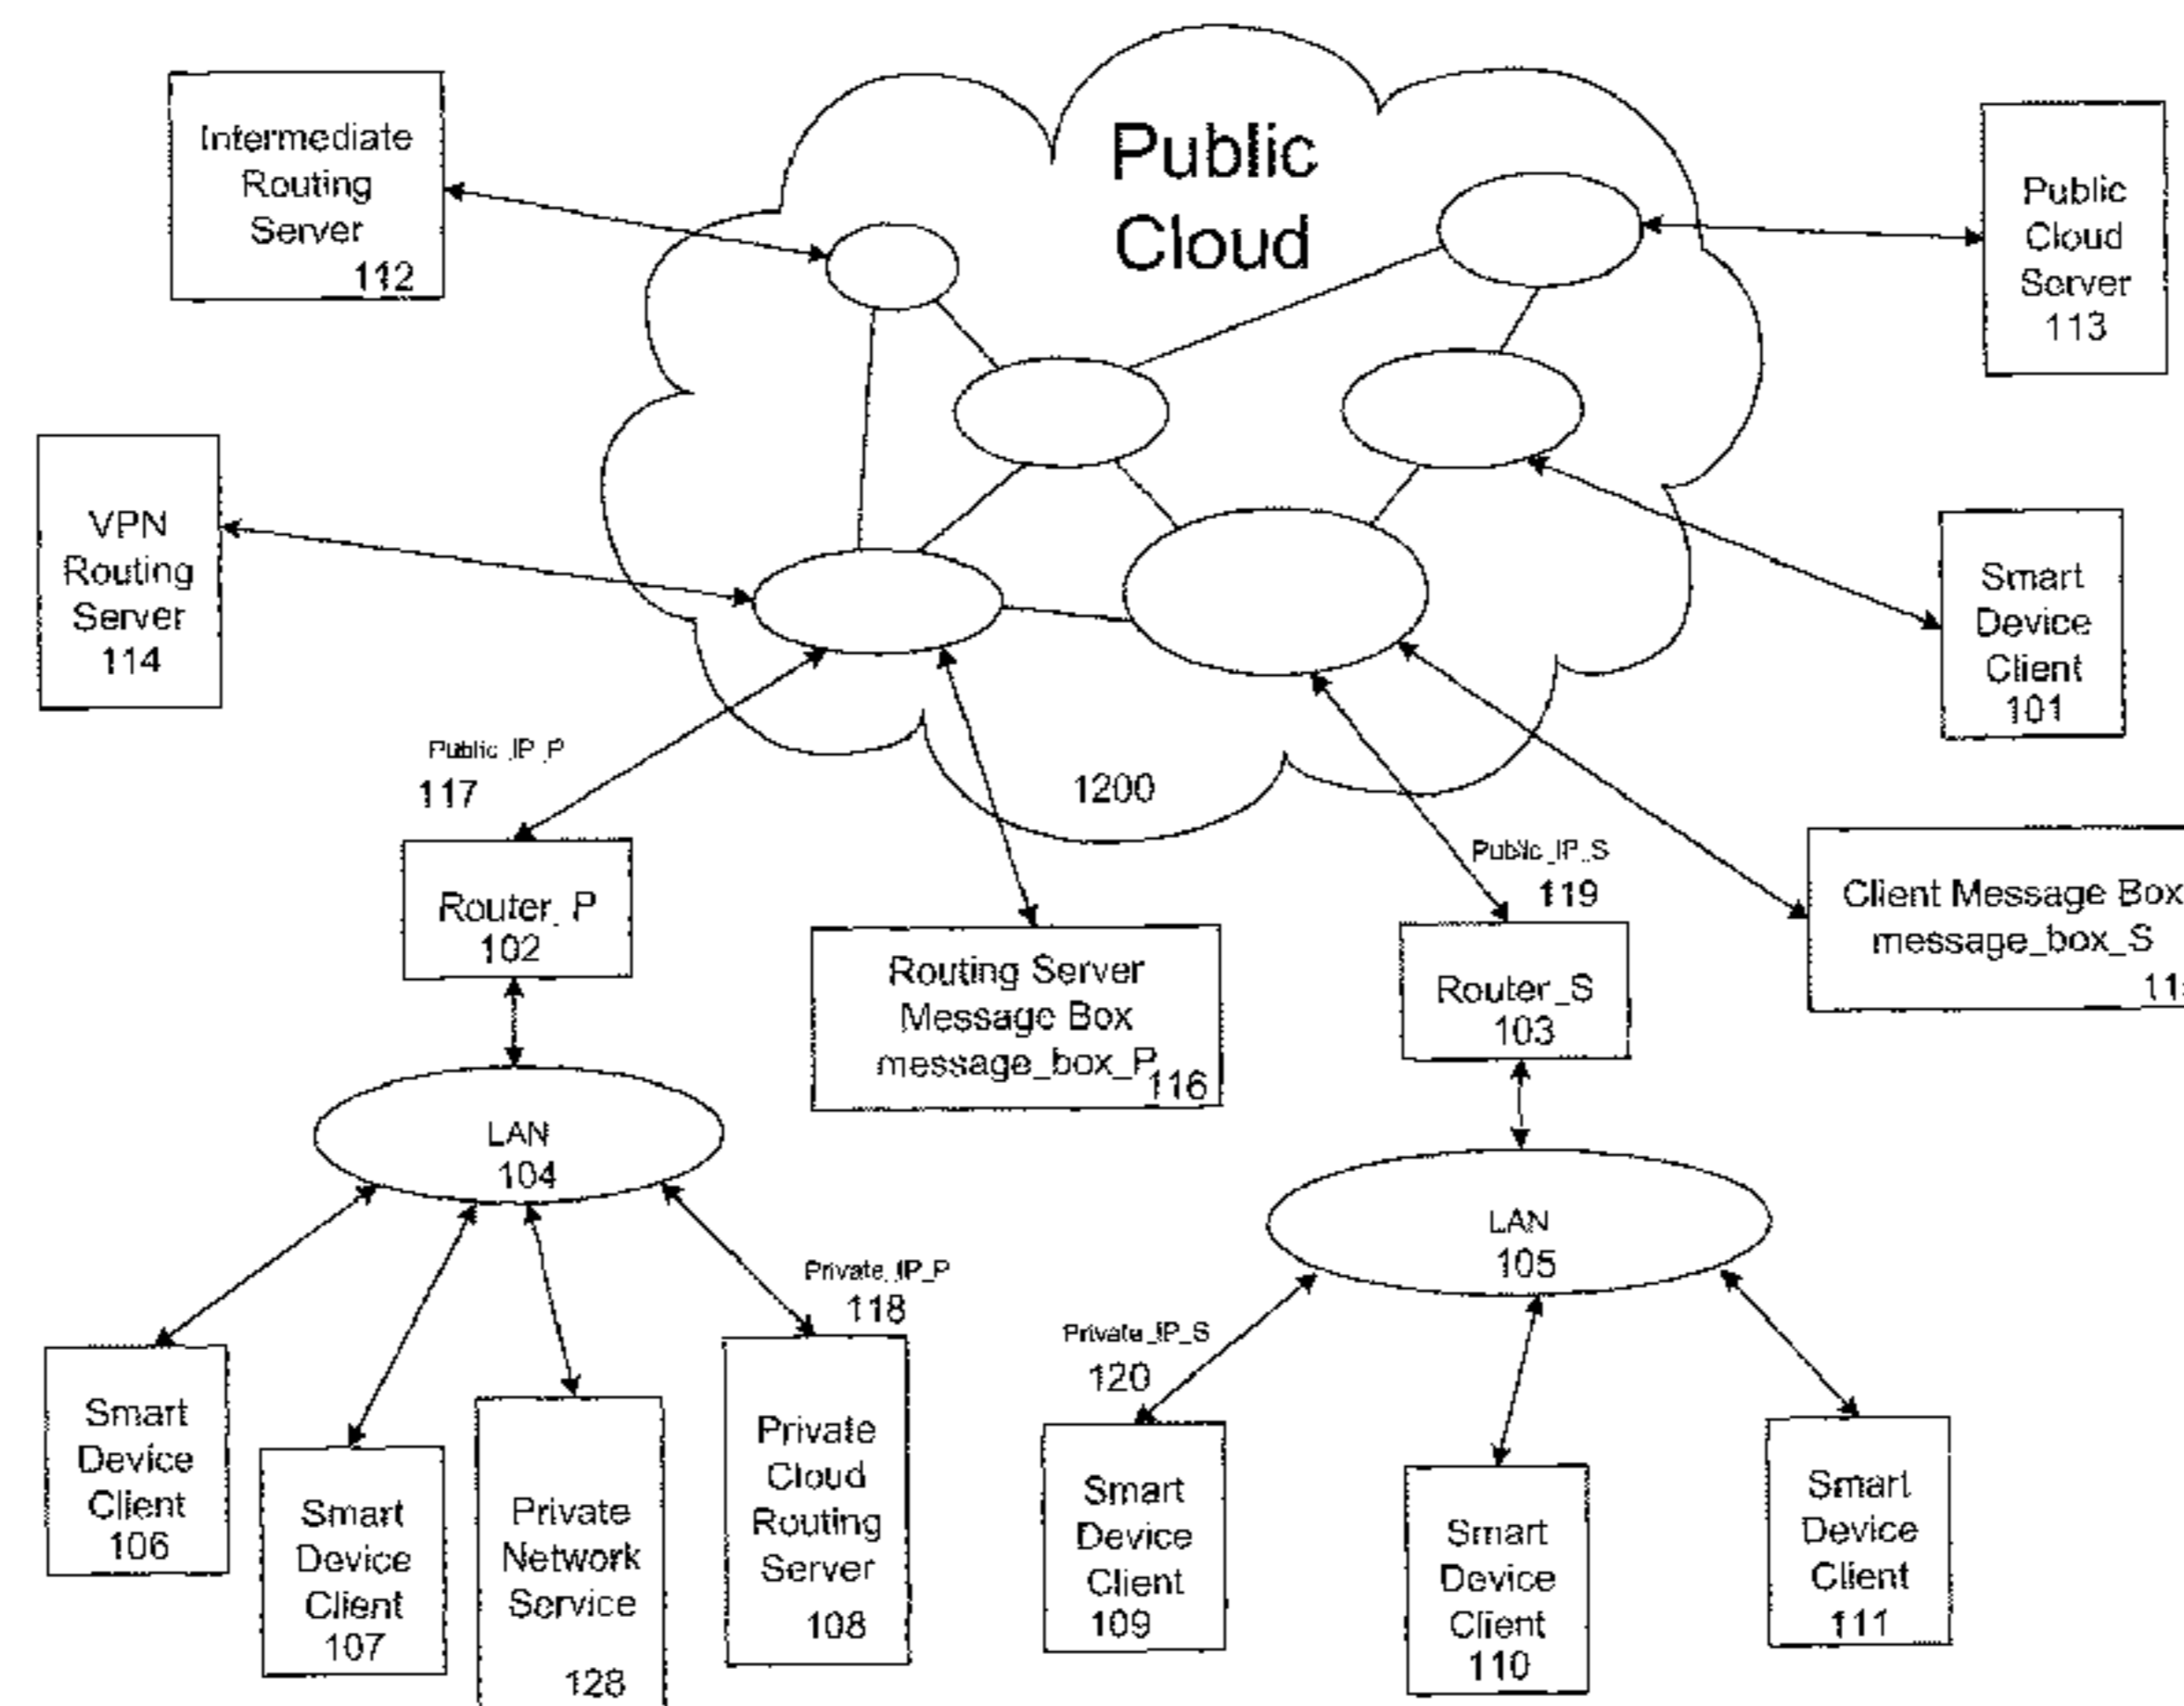 Public
Cloud
Intermediate
Routing
Server
112
Public
Cloud
Server
113
VPN
Routing
Server
114
Smart
Device
Client
101
Public_IP_P
117
1200
Public_IP_S
119
Router_P
102
Routing Server
Message Box
message_box_P
116
Router_S
103
Client Message Box
message_box_S
LAN
104
LAN
105
Private_IP_P
118
Private_IP_S
120
Smart
Device
Client
106
Smart
Device
Client
107
Private
Network
Service
128
Private
Cloud
Routing
Server
108
Smart
Device
Client
109
Smart
Device
Client
110
Smart
Device
Client
111